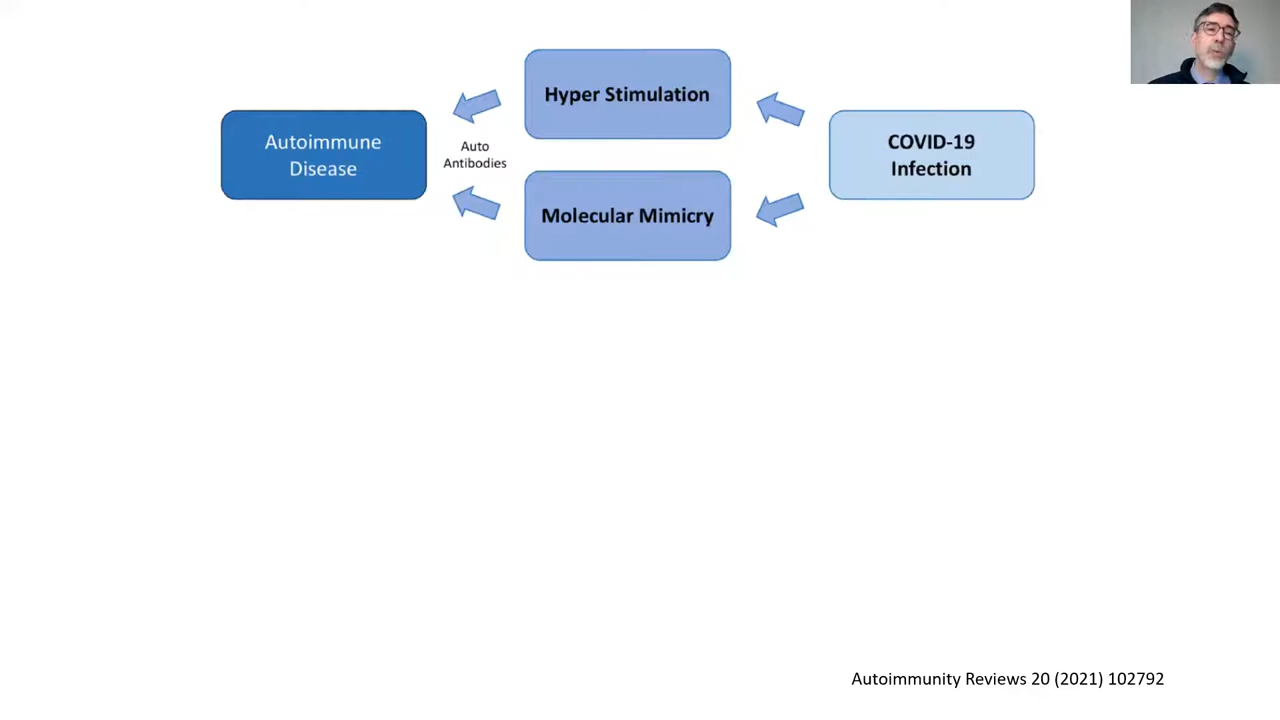 Hyper Stimulation
Autoimmune
Disease
Auto
Antibodies
COVID-19
Infection
Molecular Mimicry
Autoimmunity Reviews 20 (2021) 102792